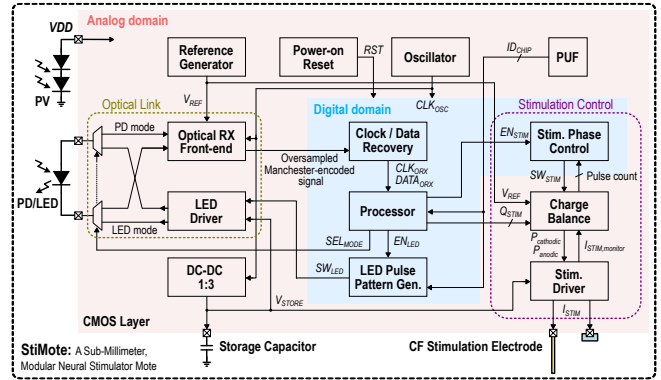 Analog domain
VDD
Reference
Generator
Power-on
Reset
RST
Oscillator
ID_CHIP
PUF
PV
Optical Link
V_REF
CLK_OSC
Digital domain
Stimulation Control
PD mode
Optical RX
Front-end
Clock / Data
Recovery
EN_STIM
Stim. Phase
Control
Oversampled
Manchester-encoded
signal
CLK_ORX
DATA_ORX
SW_STIM
Pulse count
PD/LED
LED
Driver
Processor
V_REF
Q_STIM
Charge
Balance
LED mode
SEL_MODE
EN_LED
P_cathodic
P_anodic
I_STIM,monitor
DC-DC
1:3
SW_LED
LED Pulse
Pattern Gen.
Stim.
Driver
V_STORE
CMOS Layer
I_STIM
StiMote: A Sub-Millimeter,
Modular Neural Stimulator Mote
Storage Capacitor
CF Stimulation Electrode